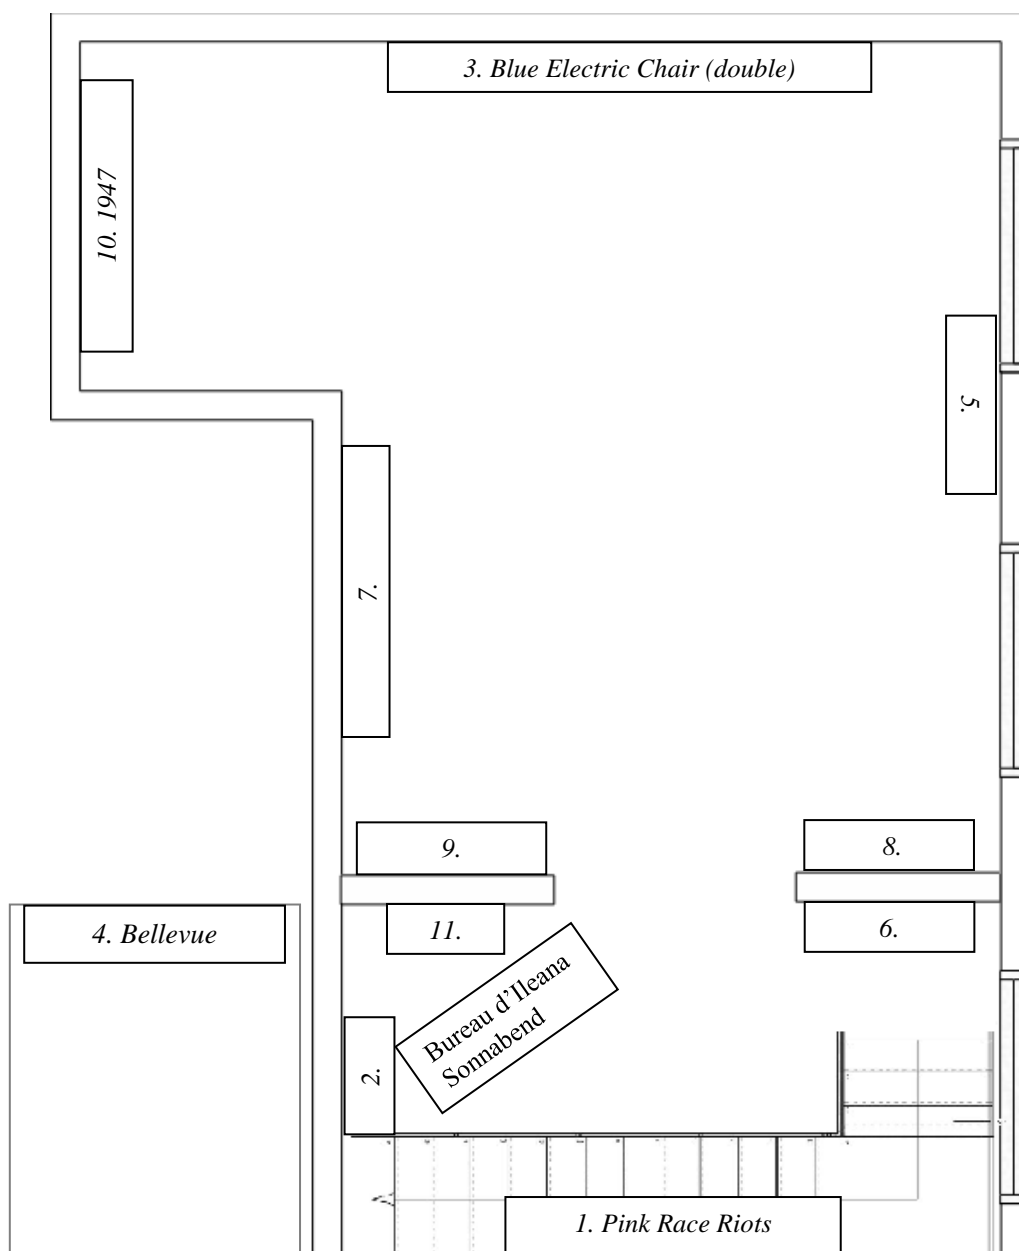 3. Blue Electric Chair (double)
10. 1947
5.
7.
9.
8.
4. Bellevue
11.
6.
Bureau d’Ileana
Sonnabend
2.
1. Pink Race Riots